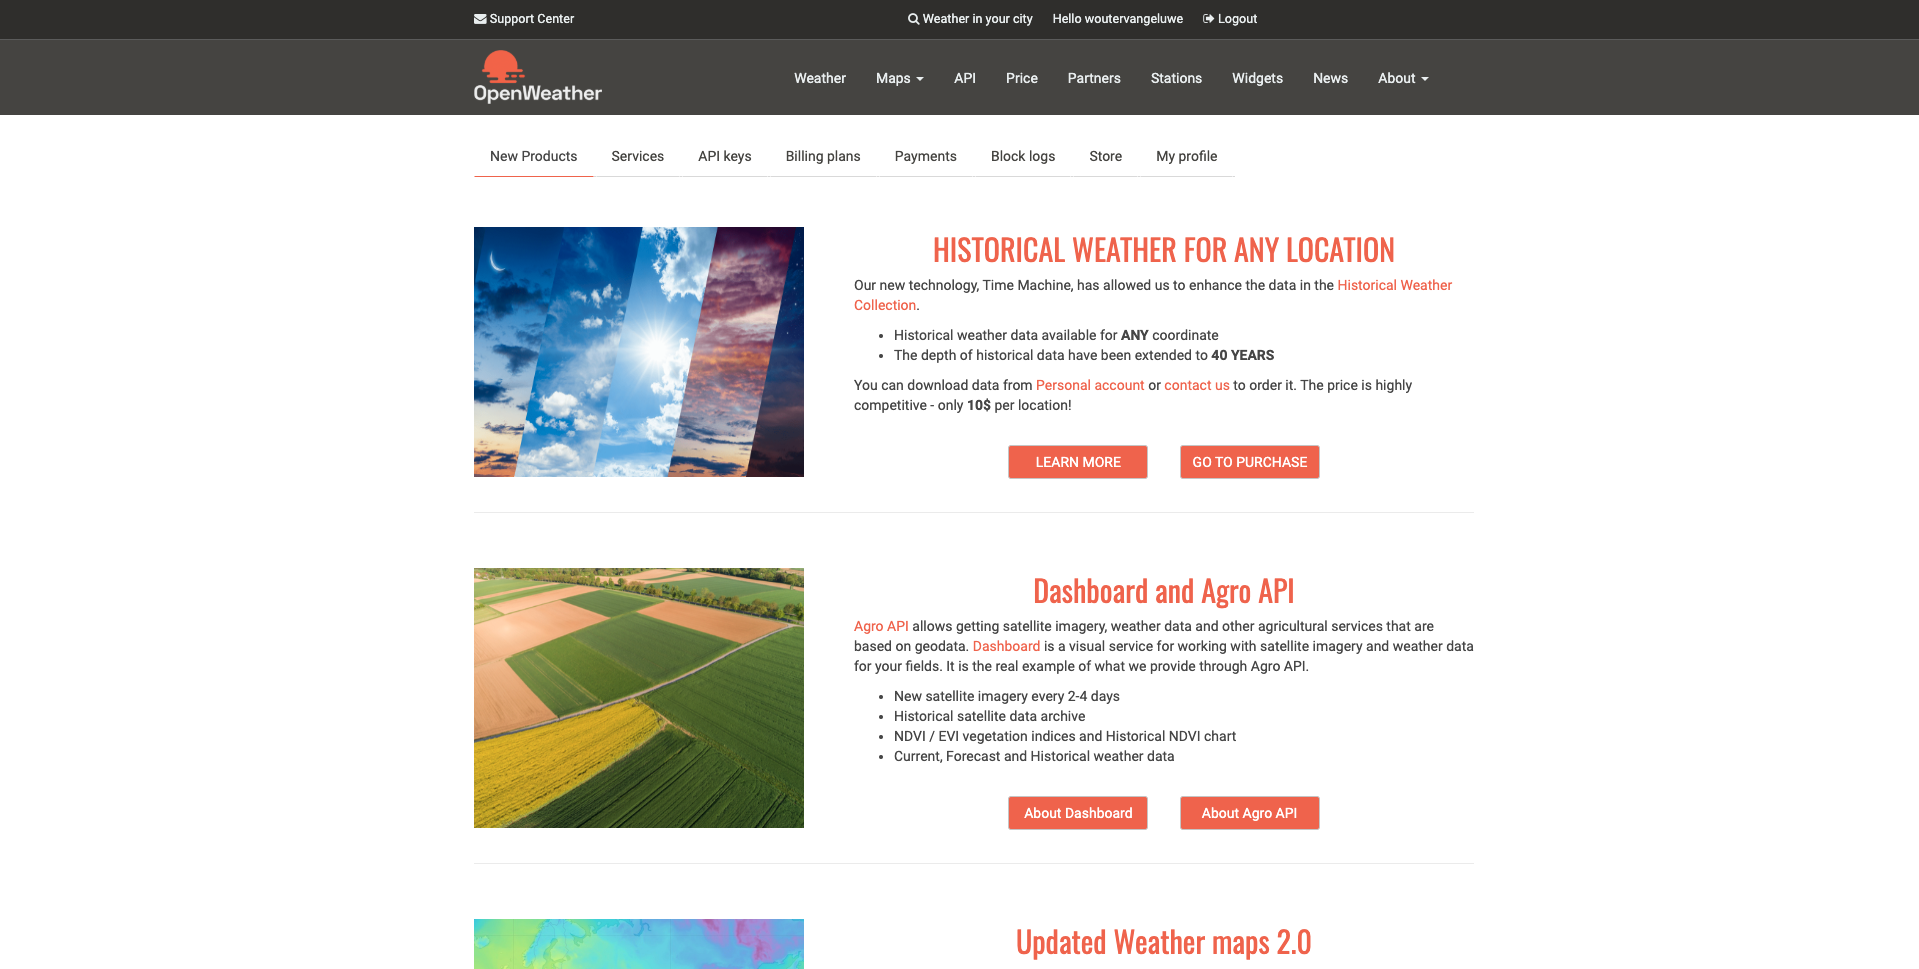 Support Center
Weather in your city Hello woutervangeluwe Logout
OpenWeather
Weather Maps API Price Partners Stations Widgets News About
New Products Services API keys Billing plans Payments Block logs Store My profile
HISTORICAL WEATHER FOR ANY LOCATION
Our new technology, Time Machine, has allowed us to enhance the data in the Historical Weather
Collection.
• Historical weather data available for ANY coordinate
• The depth of historical data have been extended to 40 YEARS
You can download data from Personal account or contact us to order it. The price is highly
competitive - only 10$ per location!
LEARN MORE GO TO PURCHASE
Dashboard and Agro API
Agro API allows getting satellite imagery, weather data and other agricultural services that are
based on geodata. Dashboard is a visual service for working with satellite imagery and weather data
for your fields. It is the real example of what we provide through Agro API.
• New satellite imagery every 2-4 days
• Historical satellite data archive
• NDVI / EVI vegetation indices and Historical NDVI chart
• Current, Forecast and Historical weather data
About Dashboard About Agro API
Updated Weather maps 2.0